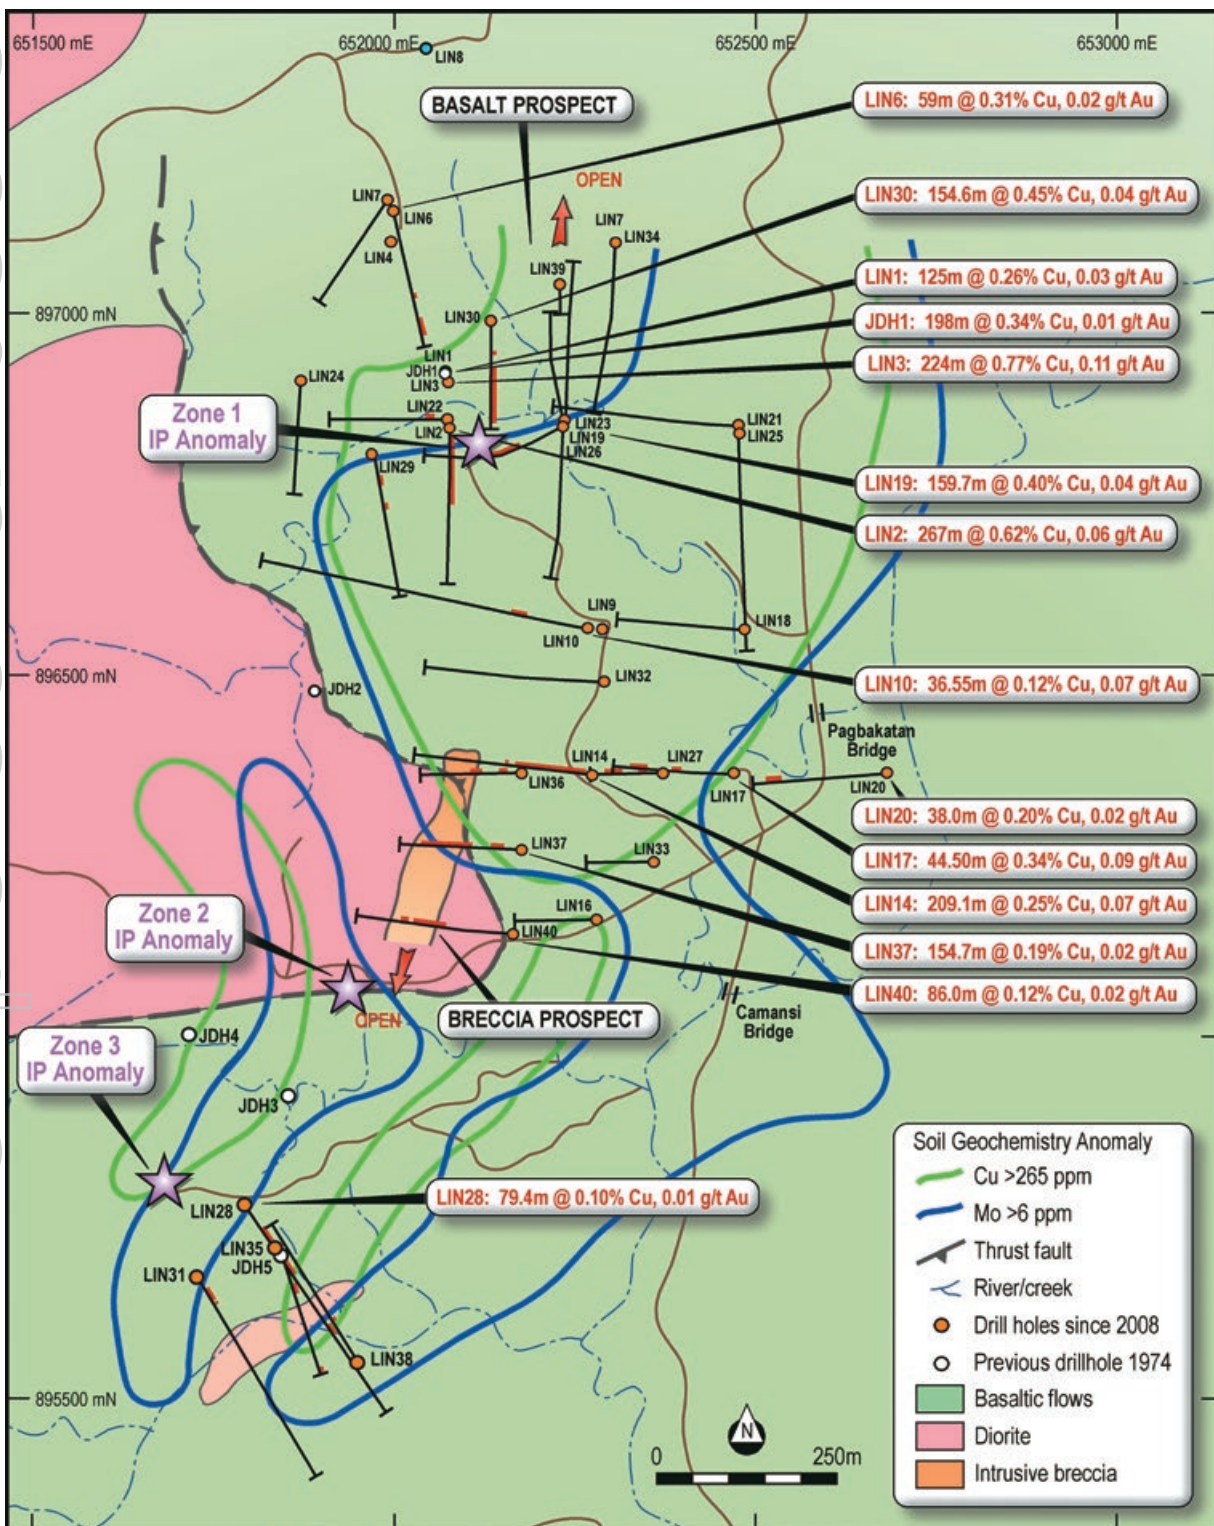 651500 mE
652000 mE
652500 mE
653000 mE
LIN8
BASALT PROSPECT
LIN6: 59m @ 0.31% Cu, 0.02 g/t Au
OPEN
LIN7
LIN6
LIN4
LIN7
LIN34
LIN30: 154.6m @ 0.45% Cu, 0.04 g/t Au
LIN39
LIN1: 125m @ 0.26% Cu, 0.03 g/t Au
897000 mN
LIN30
JDH1: 198m @ 0.34% Cu, 0.01 g/t Au
LIN1
JDH1
LIN3
LIN3: 224m @ 0.77% Cu, 0.11 g/t Au
LIN24
Zone 1
IP Anomaly
LIN22
LIN2
LIN23
LIN19
LIN26
LIN21
LIN25
LIN29
LIN19: 159.7m @ 0.40% Cu, 0.04 g/t Au
LIN2: 267m @ 0.62% Cu, 0.06 g/t Au
LIN9
LIN10
LIN18
896500 mN
JDH2
LIN32
LIN10: 36.55m @ 0.12% Cu, 0.07 g/t Au
Pagbakatan
Bridge
LIN14
LIN27
LIN36
LIN17
LIN20
LIN20: 38.0m @ 0.20% Cu, 0.02 g/t Au
LIN37
LIN33
LIN17: 44.50m @ 0.34% Cu, 0.09 g/t Au
Zone 2
IP Anomaly
LIN16
LIN40
LIN14: 209.1m @ 0.25% Cu, 0.07 g/t Au
LIN37: 154.7m @ 0.19% Cu, 0.02 g/t Au
LIN40: 86.0m @ 0.12% Cu, 0.02 g/t Au
OPEN
BRECCIA PROSPECT
Camansi
Bridge
JDH4
Zone 3
IP Anomaly
JDH3
LIN28
LIN28: 79.4m @ 0.10% Cu, 0.01 g/t Au
LIN35
JDH5
LIN31
LIN38
895500 mN
Soil Geochemistry Anomaly
Cu >265 ppm
Mo >6 ppm
Thrust fault
River/creek
Drill holes since 2008
Previous drillhole 1974
Basaltic flows
Diorite
Intrusive breccia
N
0
250m